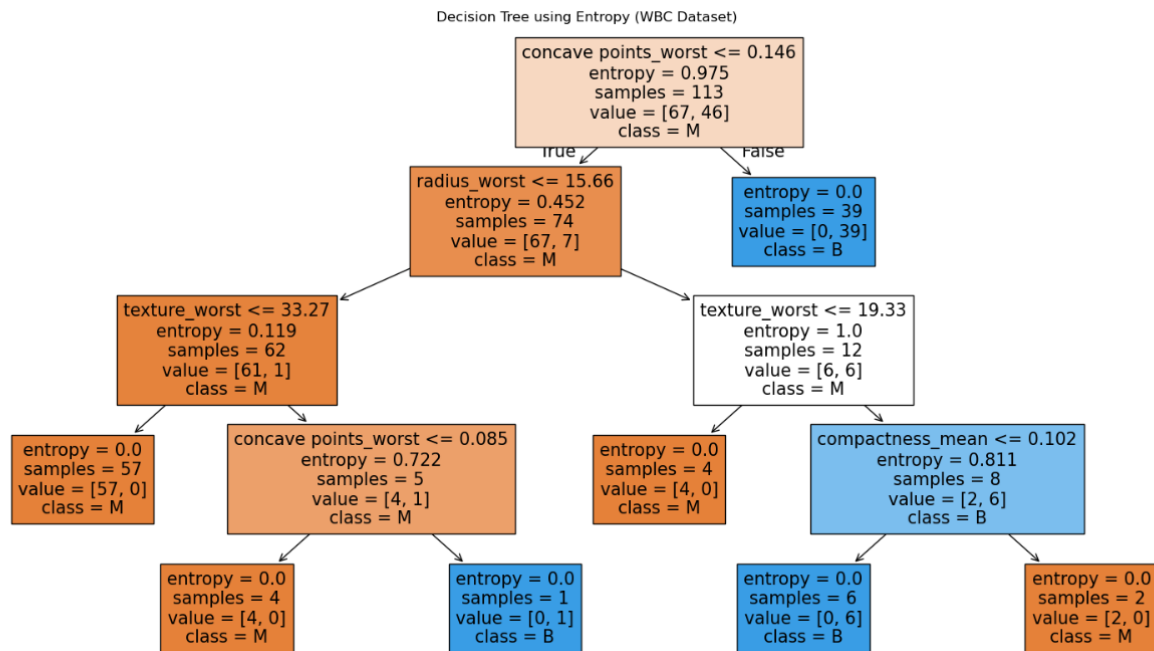 Decision Tree using Entropy (WBC Dataset)
concave points_worst <= 0.146
entropy = 0.975
samples = 113
value = [67, 46]
class = M
True
False
radius_worst <= 15.66
entropy = 0.452
samples = 74
value = [67, 7]
class = M
entropy = 0.0
samples = 39
value = [0, 39]
class = B
texture_worst <= 33.27
entropy = 0.119
samples = 62
value = [61, 1]
class = M
texture_worst <= 19.33
entropy = 1.0
samples = 12
value = [6, 6]
class = M
entropy = 0.0
samples = 57
value = [57, 0]
class = M
concave points_worst <= 0.085
entropy = 0.722
samples = 5
value = [4, 1]
class = M
entropy = 0.0
samples = 4
value = [4, 0]
class = M
compactness_mean <= 0.102
entropy = 0.811
samples = 8
value = [2, 6]
class = B
entropy = 0.0
samples = 4
value = [4, 0]
class = M
entropy = 0.0
samples = 1
value = [0, 1]
class = B
entropy = 0.0
samples = 6
value = [0, 6]
class = B
entropy = 0.0
samples = 2
value = [2, 0]
class = M